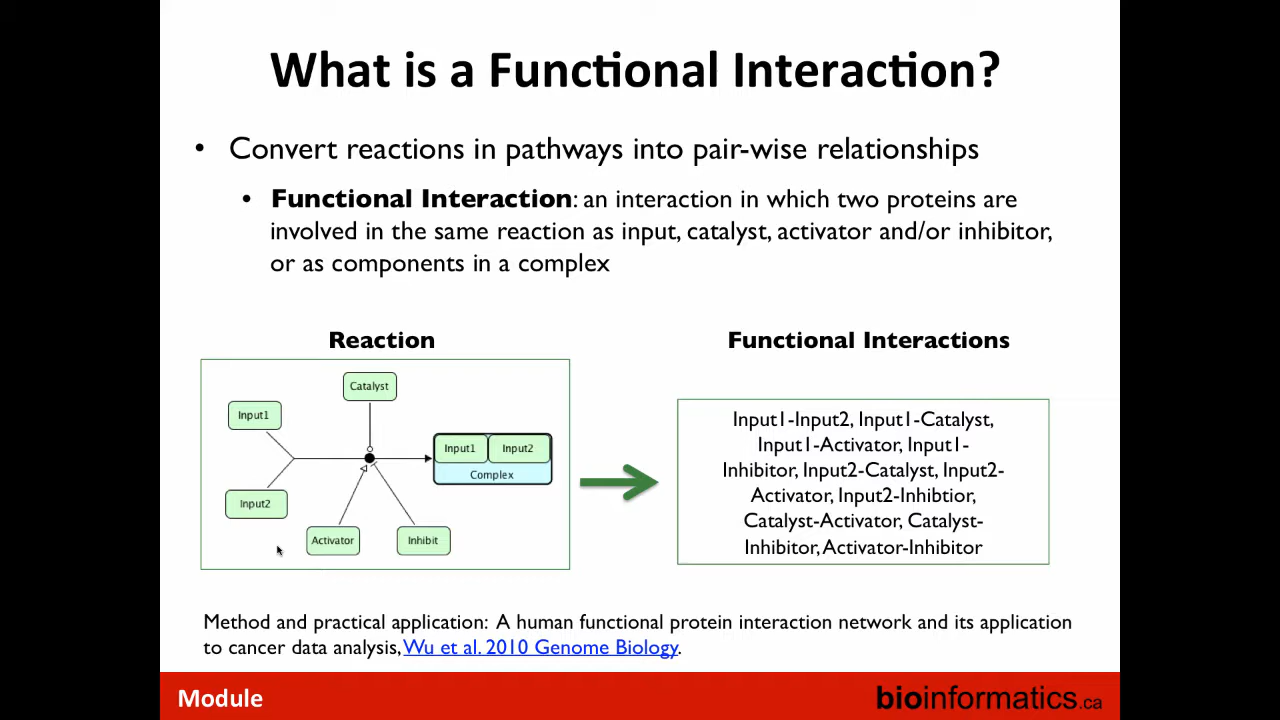 What is a Functional Interaction?
• Convert reactions in pathways into pair-wise relationships
• Functional Interaction: an interaction in which two proteins are
involved in the same reaction as input, catalyst, activator and/or inhibitor,
or as components in a complex
Reaction
Catalyst
Input1
Input1 Input2
Complex
Input2
Activator
Inhibit
Functional Interactions
Input1-Input2, Input1-Catalyst,
Input1-Activator, Input1-
Inhibitor, Input2-Catalyst, Input2-
Activator, Input2-Inhibtior,
Catalyst-Activator, Catalyst-
Inhibitor, Activator-Inhibitor
Method and practical application: A human functional protein interaction network and its application
to cancer data analysis, Wu et al. 2010 Genome Biology.
Module
bioinformatics.ca